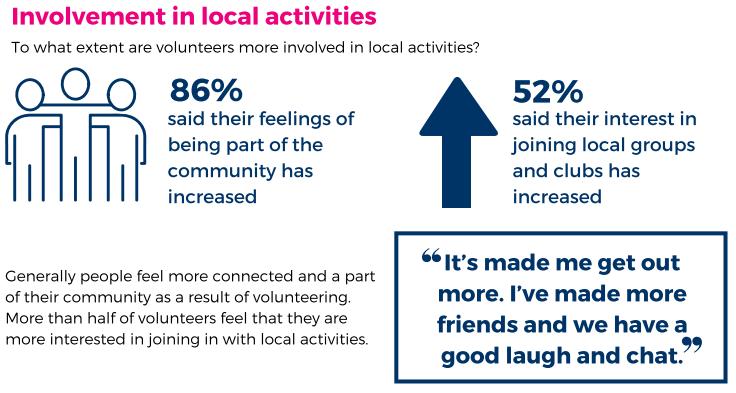 Involvement in local activities
To what extent are volunteers more involved in local activities?
86%
said their feelings of
being part of the
community has
increased
52%
said their interest in
joining local groups
and clubs has
increased
Generally people feel more connected and a part
of their community as a result of volunteering.
More than half of volunteers feel that they are
more interested in joining in with local activities.
“It’s made me get out
more. I’ve made more
friends and we have a
good laugh and chat.”